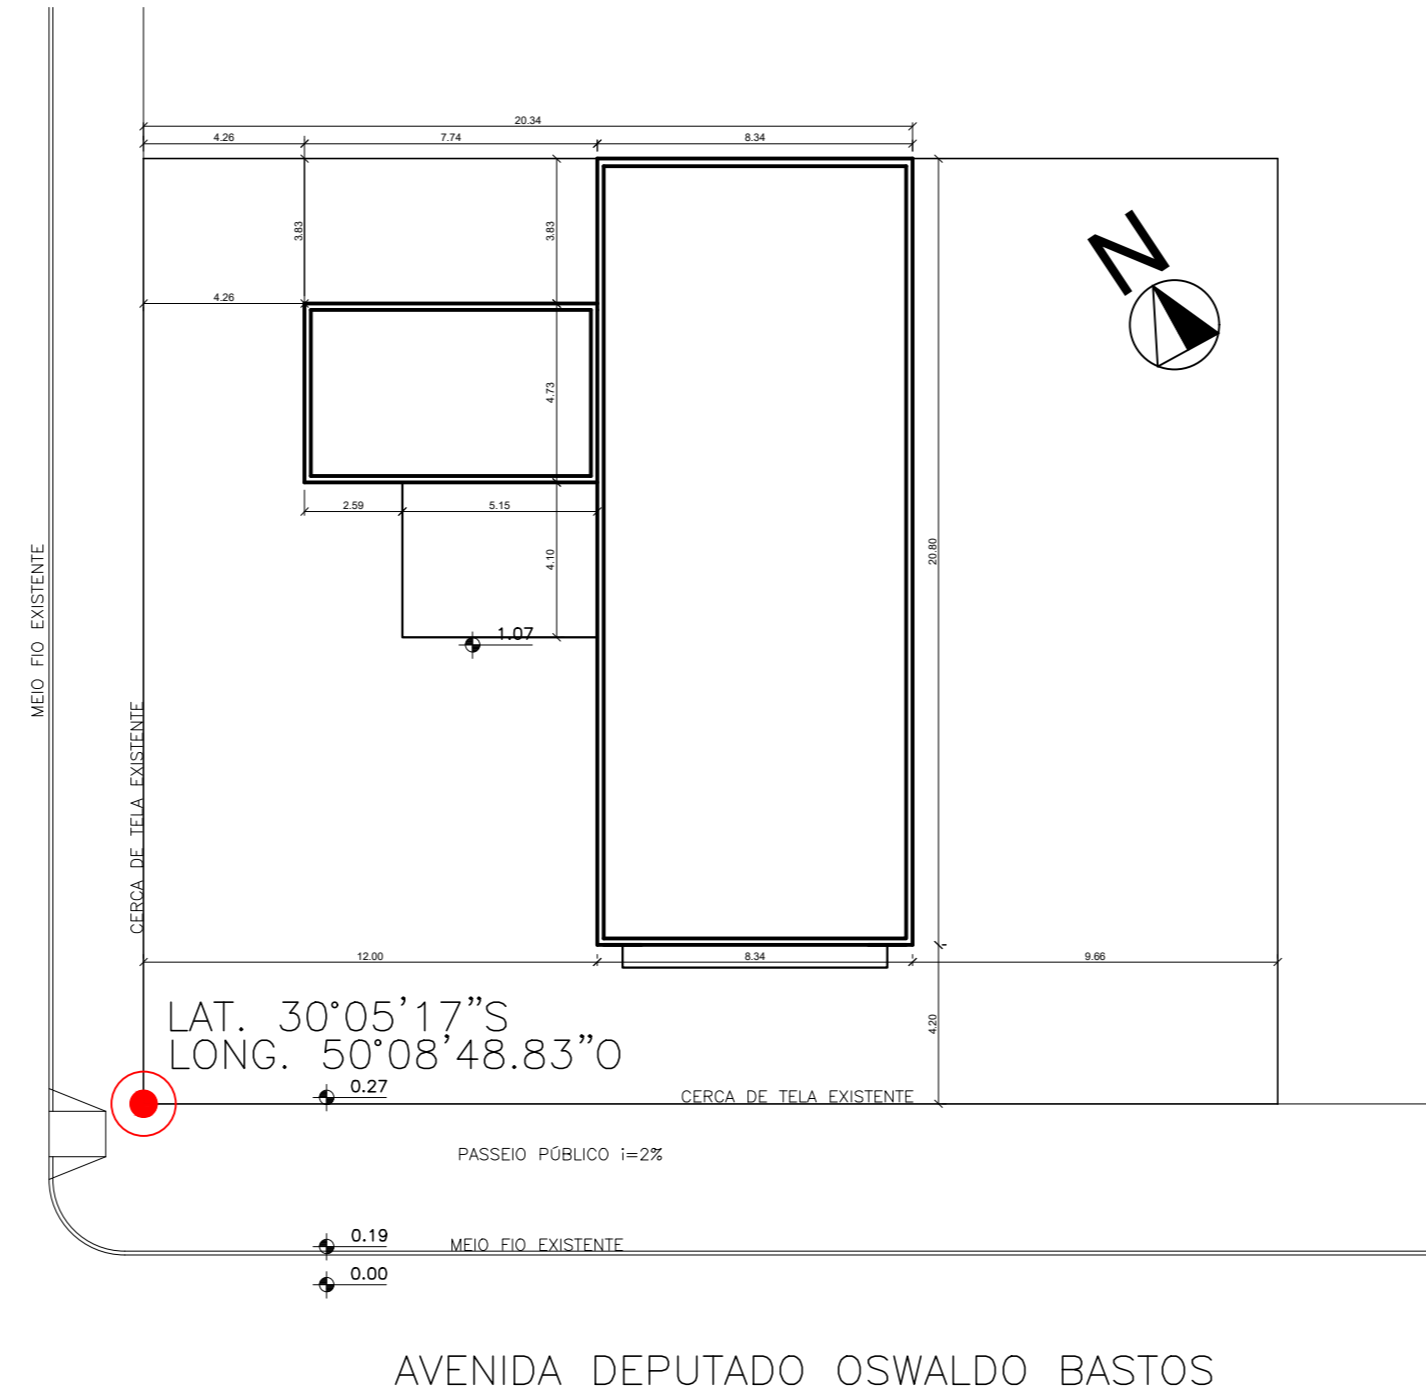 20.34
4.26
7.74
8.34
3.83
3.83
N
4.26
4.73
2.59
5.15
4.10
20.80
MEIO FIO EXISTENTE
1.07
CERCA DE TELA EXISTENTE
12.00
8.34
9.66
LAT. 30°05'17"S
LONG. 50°08'48.83"O
4.20
0.27
CERCA DE TELA EXISTENTE
PASSEIO PÚBLICO i=2%
0.19
MEIO FIO EXISTENTE
0.00
AVENIDA DEPUTADO OSWALDO BASTOS